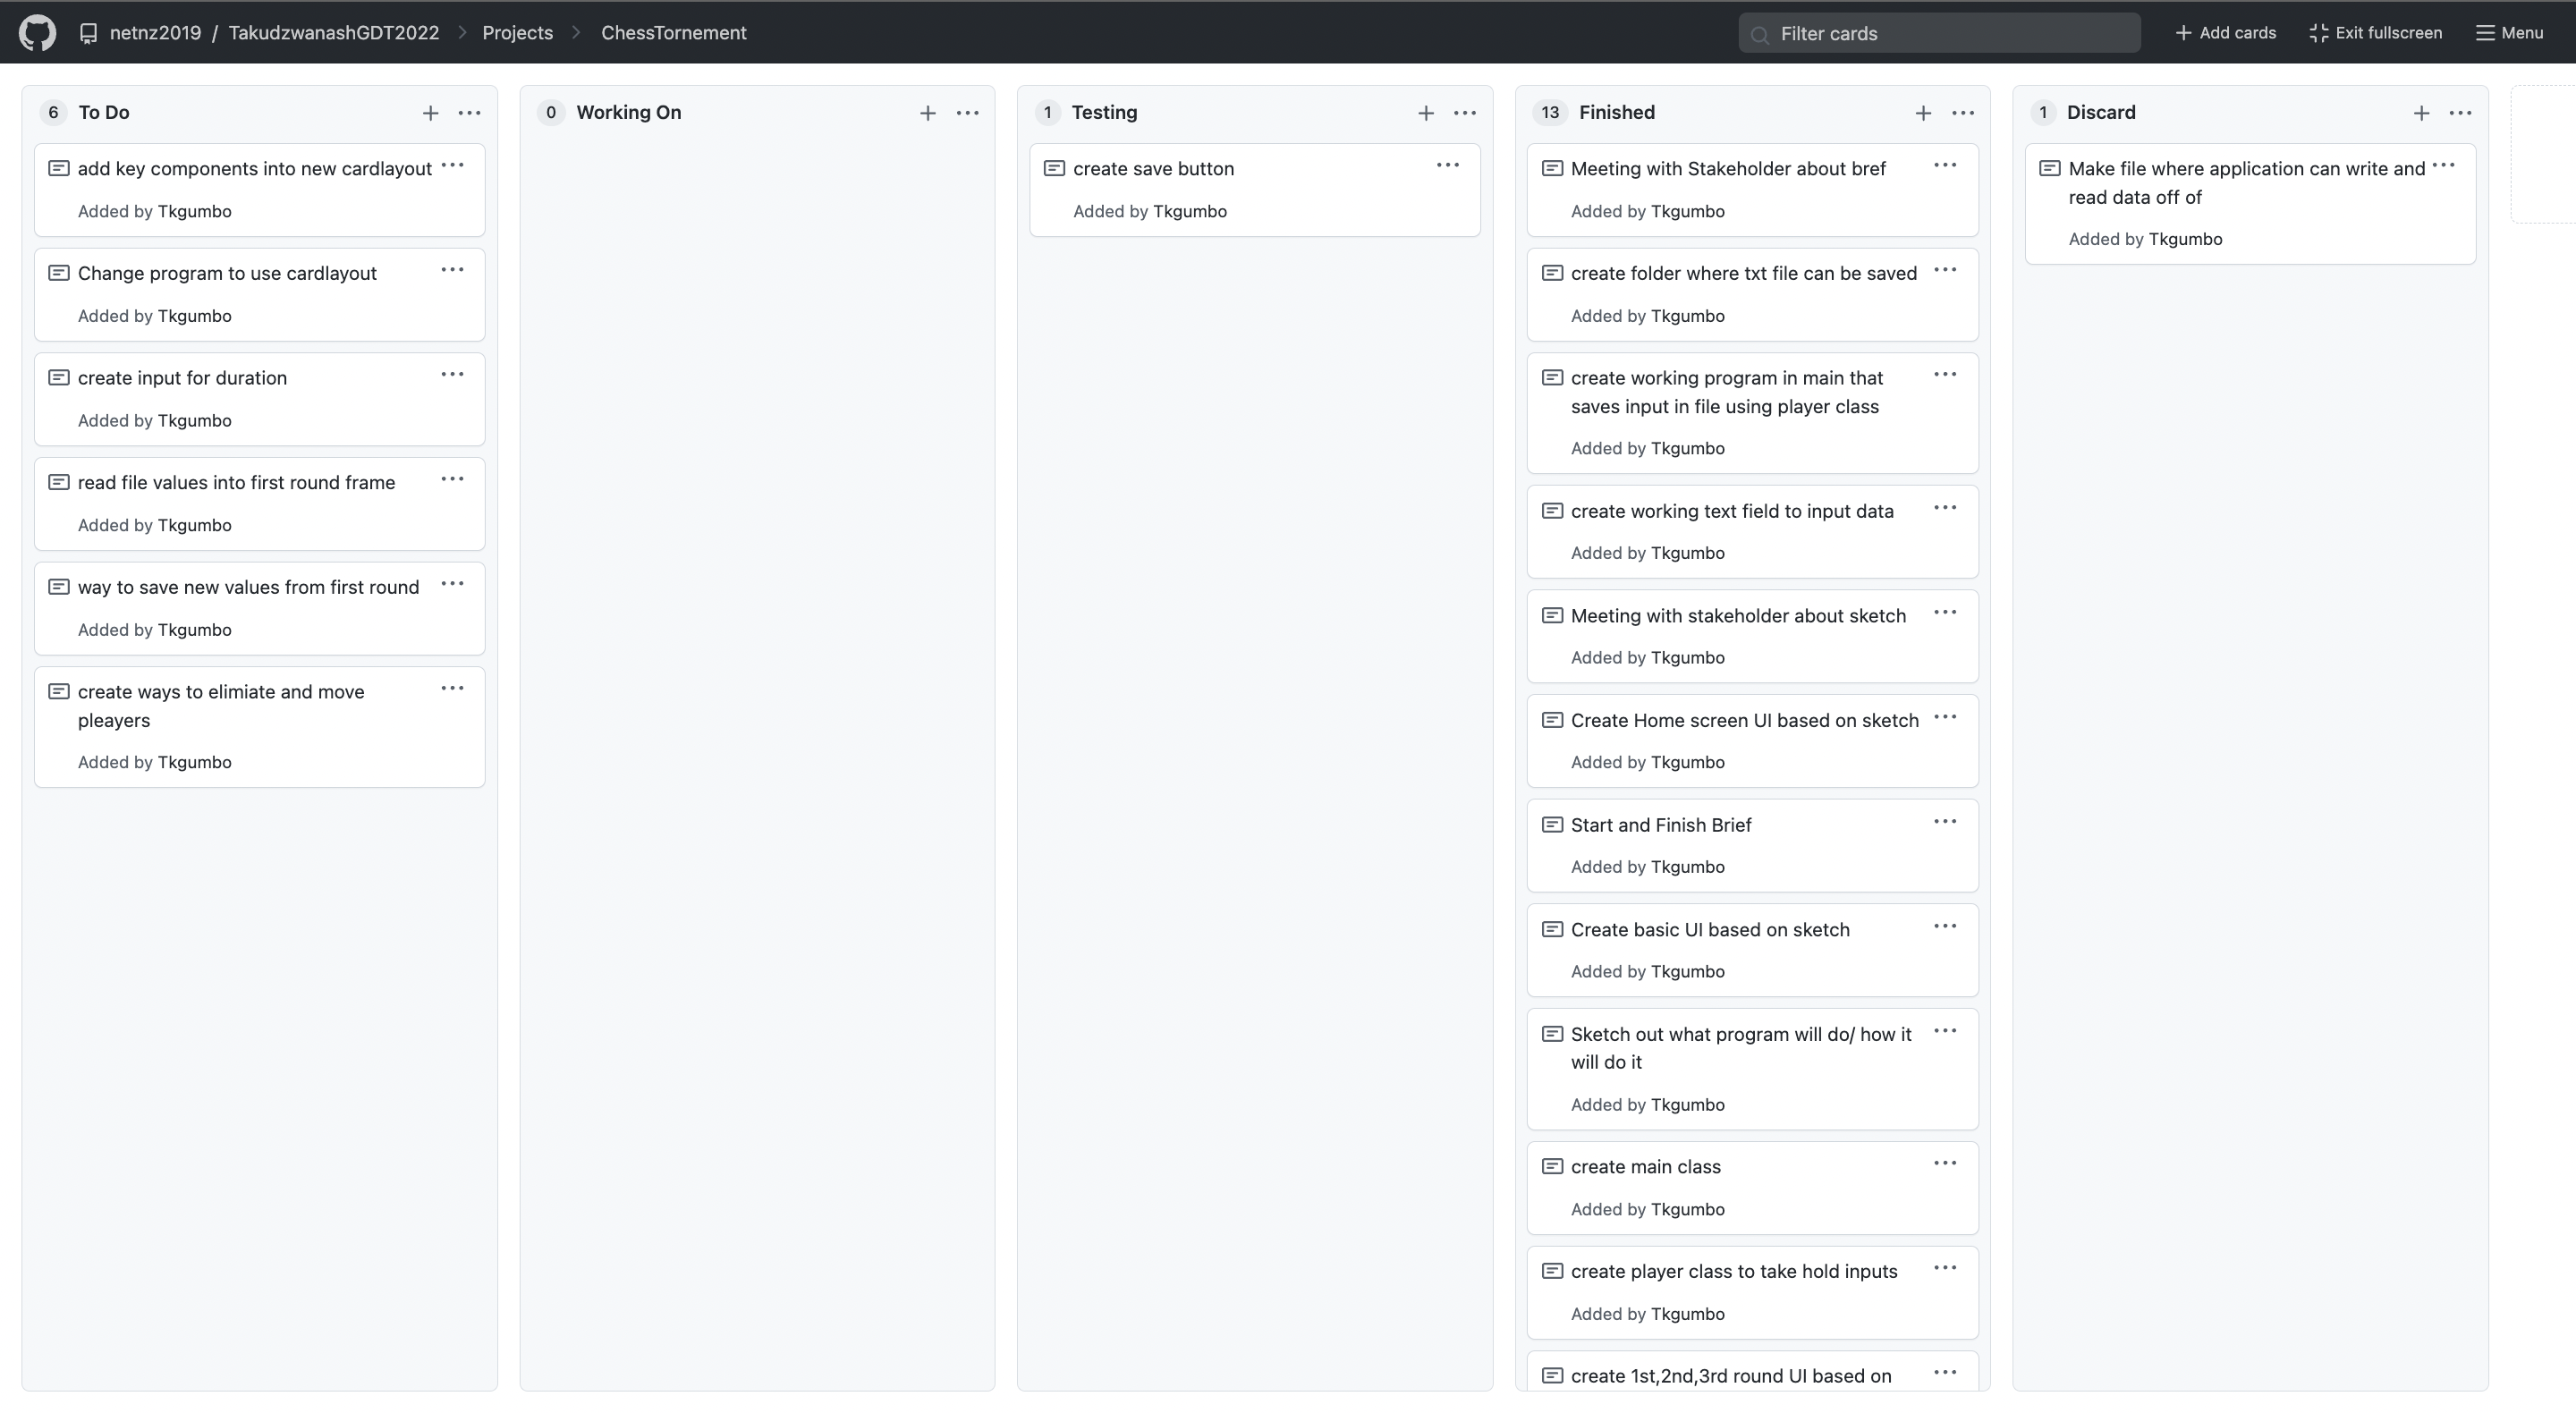 netnz2019 / TakudzwanashGDT2022 > Projects > ChessTornement
Filter cards
+ Add cards
Exit fullscreen
Menu
6 To Do
add key components into new cardlayout
Added by Tkgumbo
Change program to use cardlayout
Added by Tkgumbo
create input for duration
Added by Tkgumbo
read file values into first round frame
Added by Tkgumbo
way to save new values from first round
Added by Tkgumbo
create ways to elimiate and move
pleayers
Added by Tkgumbo
0 Working On
1 Testing
create save button
Added by Tkgumbo
13 Finished
Meeting with Stakeholder about bref
Added by Tkgumbo
create folder where txt file can be saved
Added by Tkgumbo
create working program in main that
saves input in file using player class
Added by Tkgumbo
create working text field to input data
Added by Tkgumbo
Meeting with stakeholder about sketch
Added by Tkgumbo
Create Home screen UI based on sketch
Added by Tkgumbo
Start and Finish Brief
Added by Tkgumbo
Create basic UI based on sketch
Added by Tkgumbo
Sketch out what program will do/ how it
will do it
Added by Tkgumbo
create main class
Added by Tkgumbo
create player class to take hold inputs
Added by Tkgumbo
create 1st,2nd,3rd round UI based on
1 Discard
Make file where application can write and
read data off of
Added by Tkgumbo